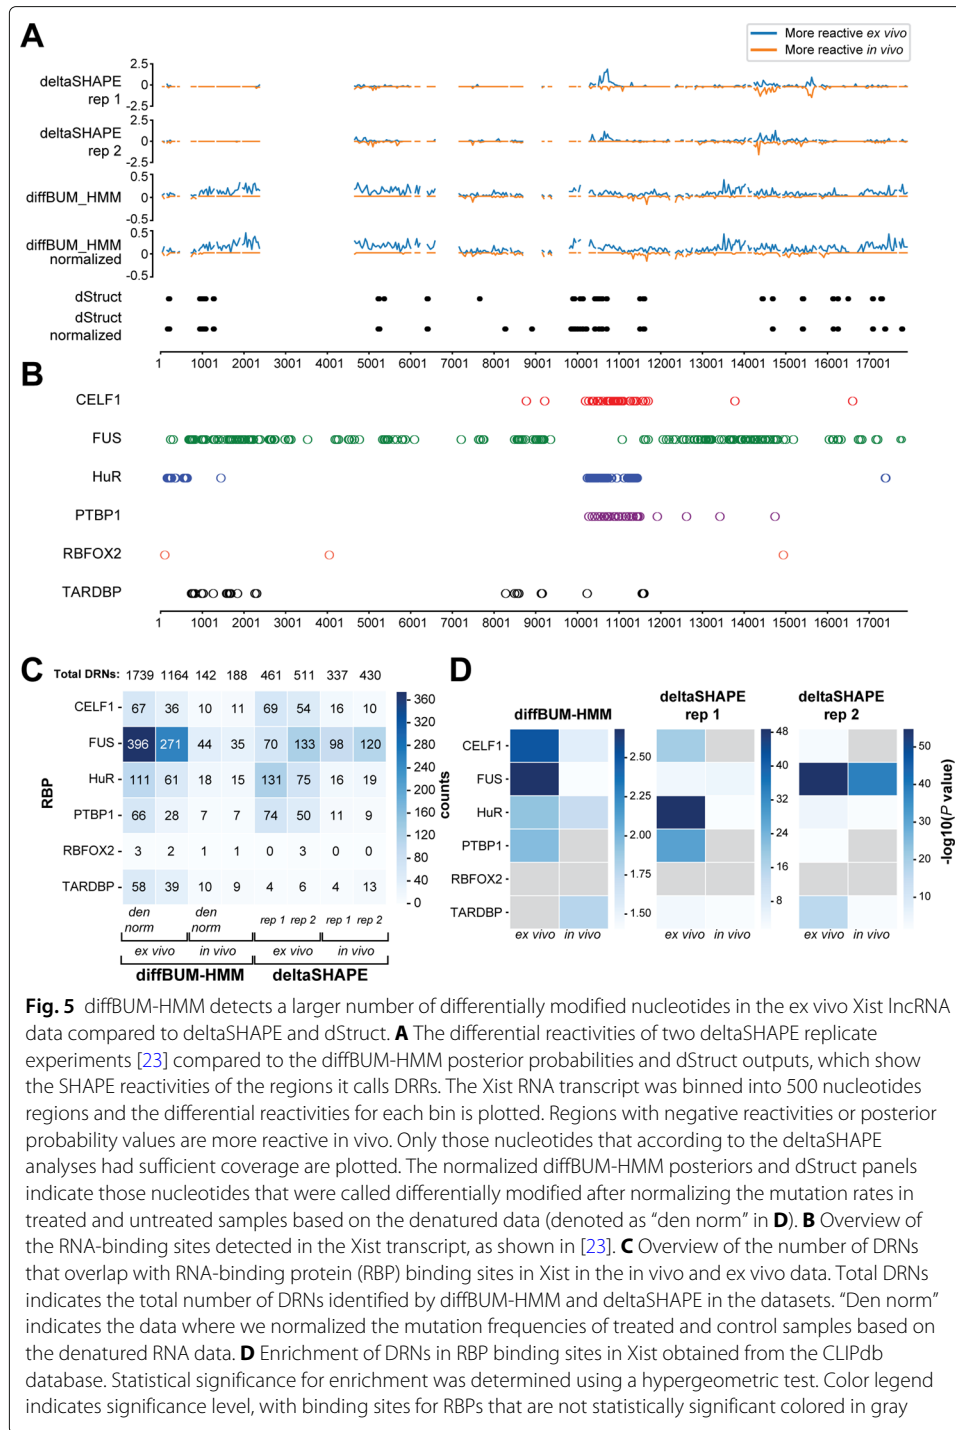 A
More reactive ex vivo
More reactive in vivo
deltaSHAPE
rep 1
2.5
0
-2.5
deltaSHAPE
rep 2
2.5
0
-2.5
diffBUM_HMM
0.5
-0.5
diffBUM_HMM
normalized
0.5
-0.5
dStruct
dStruct
normalized
1 1001 2001 3001 4001 5001 6001 7001 8001 9001 10001 11001 12001 13001 14001 15001 16001 17001
B
CELF1
FUS
HuR
PTBP1
RBFOX2
TARDBP
1 1001 2001 3001 4001 5001 6001 7001 8001 9001 10001 11001 12001 13001 14001 15001 16001 17001
C
Total DRNs: 1739 1164 142 188 461 511 337 430
CELF1 67 36 10 11 69 54 16 10
FUS 396 271 44 35 70 133 98 120
HuR 111 61 18 15 131 75 16 19
PTBP1 66 28 7 7 74 50 11 9
RBFOX2 3 2 1 1 0 3 0 0
TARDBP 58 39 10 9 4 6 4 13
RBP
den norm den norm rep 1 rep 2 rep 1 rep 2
ex vivo in vivo ex vivo in vivo
diffBUM-HMM deltaSHAPE
360
320
280
240
200
160
120
80
40
0
counts
D
diffBUM-HMM
deltaSHAPE
rep 1
deltaSHAPE
rep 2
CELF1
FUS
HuR
PTBP1
RBFOX2
TARDBP
ex vivo in vivo ex vivo in vivo ex vivo in vivo
2.50
2.25
2.00
1.75
1.50
48
40
32
24
16
8
50
40
30
20
10
-log10(P value)
Fig. 5 diffBUM-HMM detects a larger number of differentially modified nucleotides in the ex vivo Xist lncRNA
data compared to deltaSHAPE and dStruct. A The differential reactivities of two deltaSHAPE replicate
experiments [23] compared to the diffBUM-HMM posterior probabilities and dStruct outputs, which show
the SHAPE reactivities of the regions it calls DRRs. The Xist RNA transcript was binned into 500 nucleotides
regions and the differential reactivities for each bin is plotted. Regions with negative reactivities or posterior
probability values are more reactive in vivo. Only those nucleotides that according to the deltaSHAPE
analyses had sufficient coverage are plotted. The normalized diffBUM-HMM posteriors and dStruct panels
indicate those nucleotides that were called differentially modified after normalizing the mutation rates in
treated and untreated samples based on the denatured data (denoted as "den norm" in D). B Overview of
the RNA-binding sites detected in the Xist transcript, as shown in [23]. C Overview of the number of DRNs
that overlap with RNA-binding protein (RBP) binding sites in Xist in the in vivo and ex vivo data. Total DRNs
indicates the total number of DRNs identified by diffBUM-HMM and deltaSHAPE in the datasets. "Den norm"
indicates the data where we normalized the mutation frequencies of treated and control samples based on
the denatured RNA data. D Enrichment of DRNs in RBP binding sites in Xist obtained from the CLIPdb
database. Statistical significance for enrichment was determined using a hypergeometric test. Color legend
indicates significance level, with binding sites for RBPs that are not statistically significant colored in gray